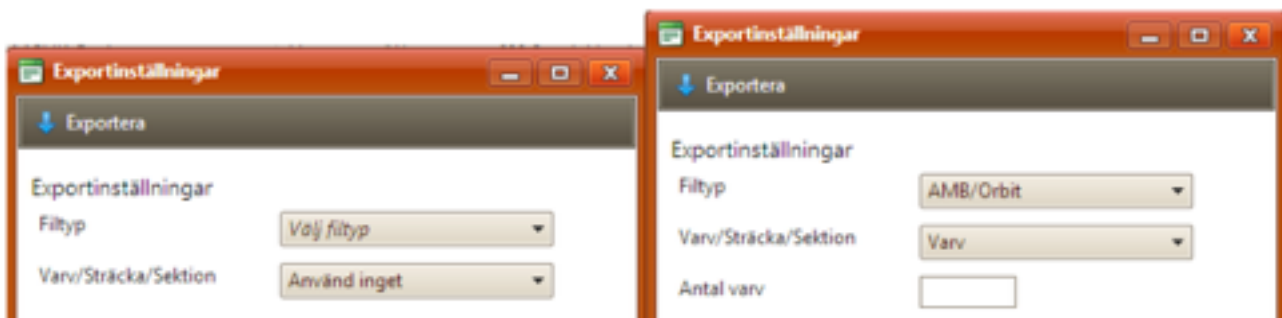 Exportinställningar
Exportera
Exportinställningar
Filtyp Välj filtyp
Varv/Sträcka/Sektion Använd inget
Exportinställningar
Exportera
Exportinställningar
Filtyp AMB/Orbit
Varv/Sträcka/Sektion Varv
Antal varv